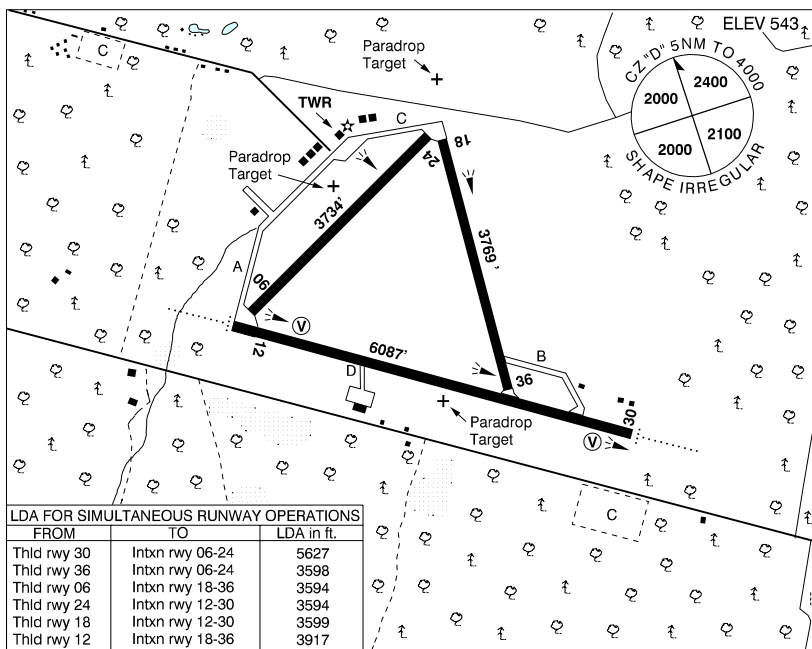 ELEV 543
C
Paradrop
Target
CZ "D" 5NM TO 4000
2400
2000
2100
2000
SHAPE IRREGULAR
TWR
C
18
24
Paradrop
Target
3734'
3769'
A
06
V
12
6087'
B
D
36
30
Paradrop
Target
V
C
LDA FOR SIMULTANEOUS RUNWAY OPERATIONS
FROM TO LDA in ft.
Thld rwy 30 Intxn rwy 06-24 5627
Thld rwy 36 Intxn rwy 06-24 3598
Thld rwy 06 Intxn rwy 18-36 3594
Thld rwy 24 Intxn rwy 12-30 3594
Thld rwy 18 Intxn rwy 12-30 3599
Thld rwy 12 Intxn rwy 18-36 3917